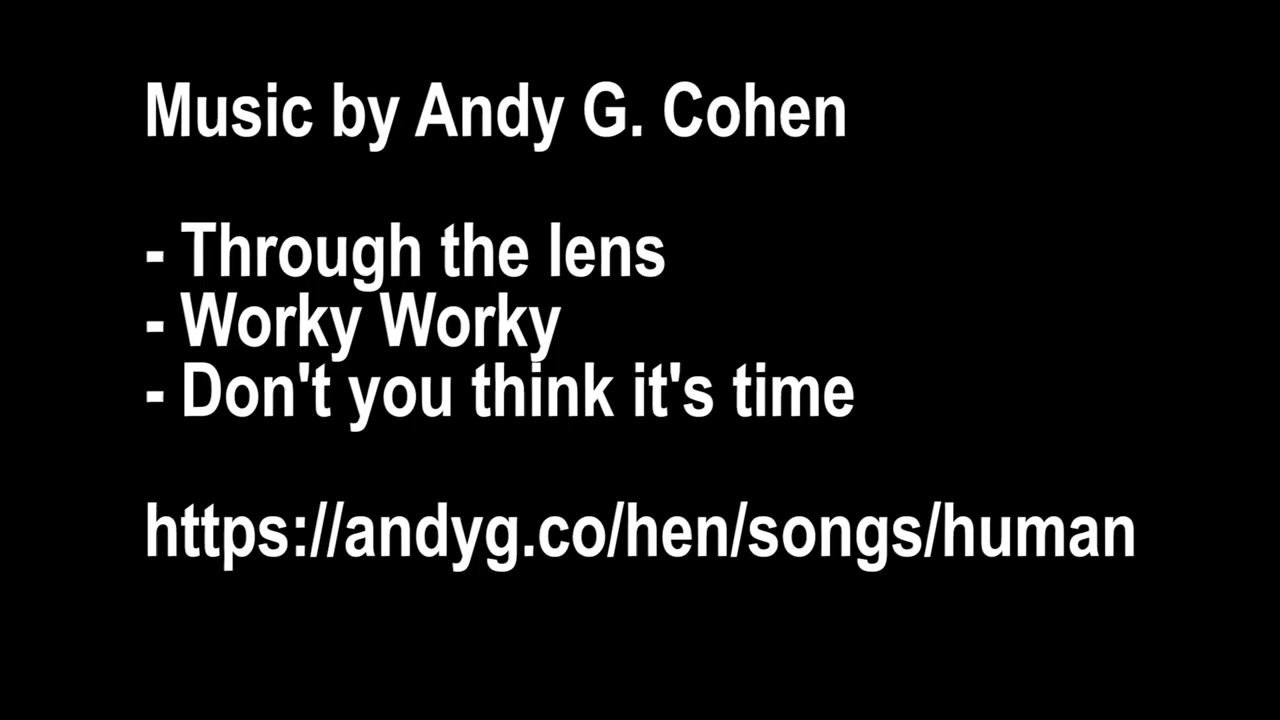 Music by Andy G. Cohen
- Through the lens
- Worky Worky
- Don't you think it's time
https://andyg.co/hen/songs/human